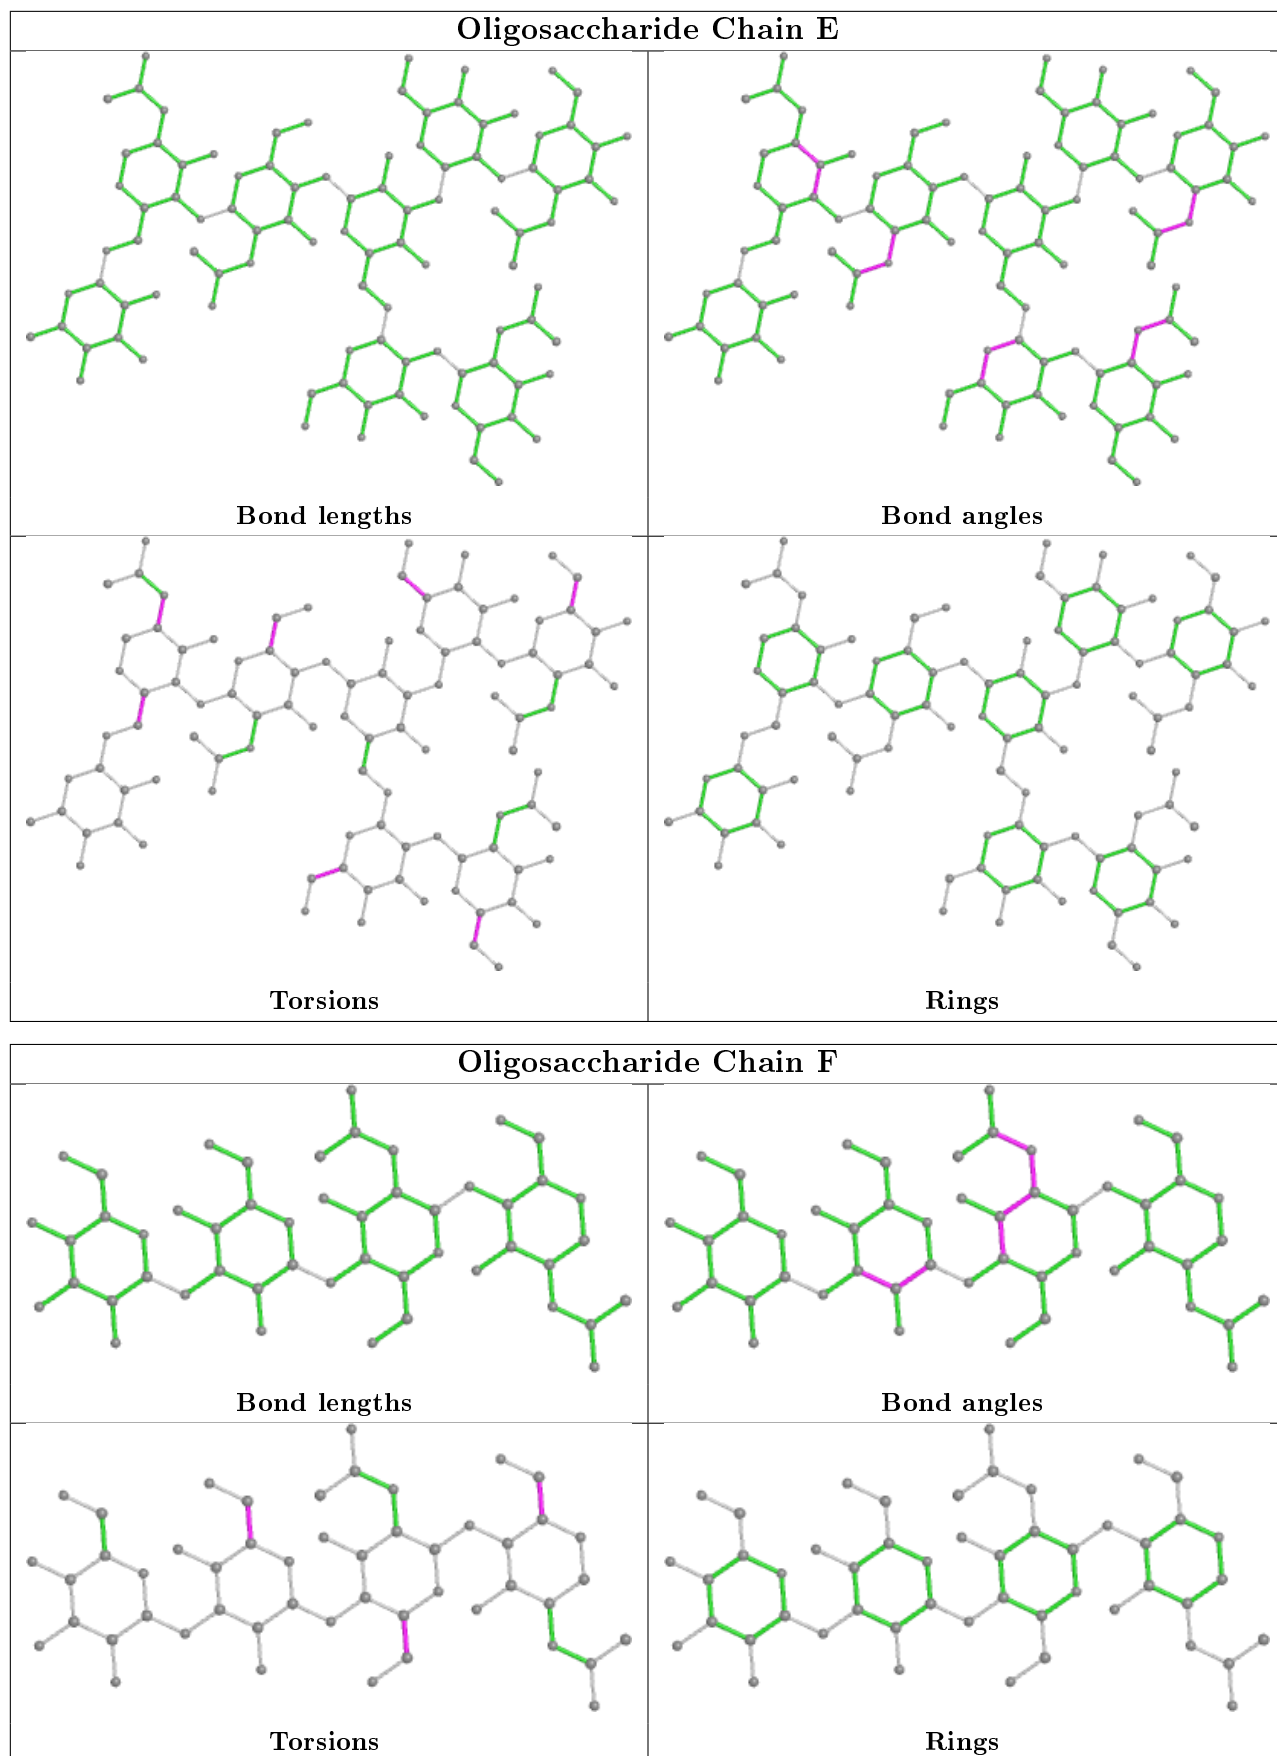 Oligosaccharide Chain E
Bond lengths
Bond angles
Torsions
Rings
Oligosaccharide Chain F
Bond lengths
Bond angles
Torsions
Rings